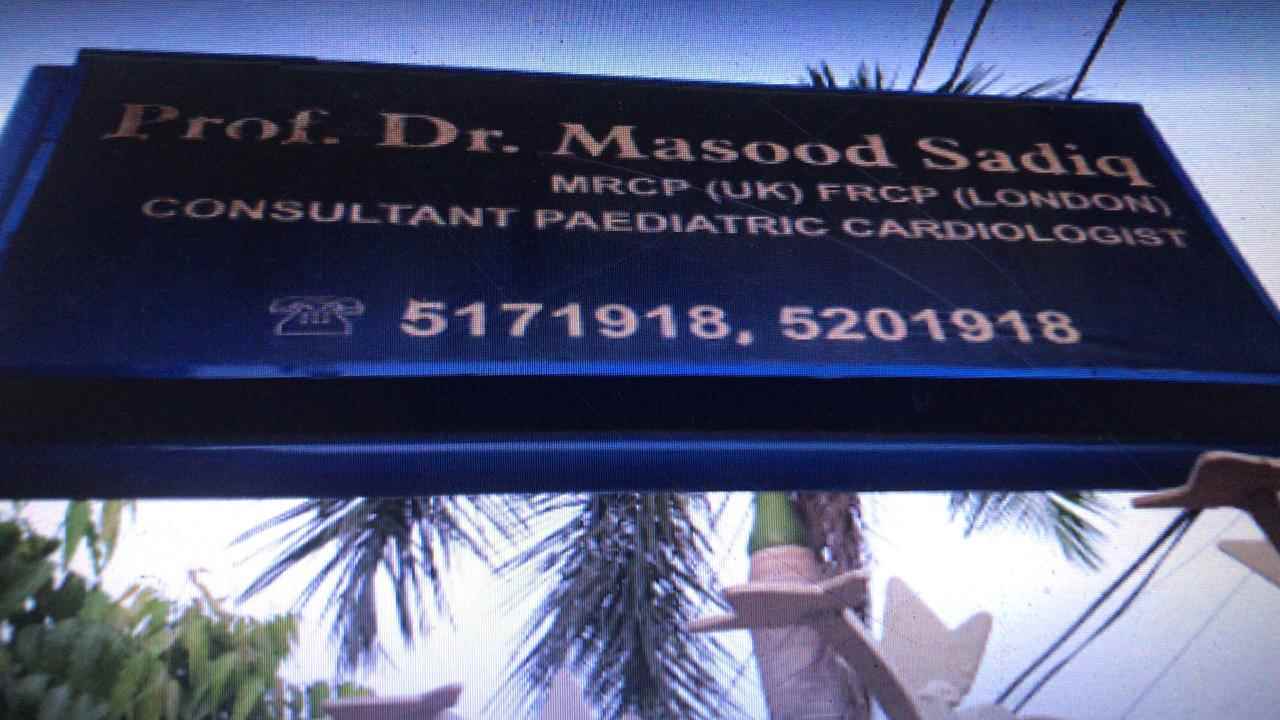 Prof. Dr. Masood Sadiq
MRCP (UK) FRCP (LONDON)
CONSULTANT PAEDIATRIC CARDIOLOGIST
5171918, 5201918